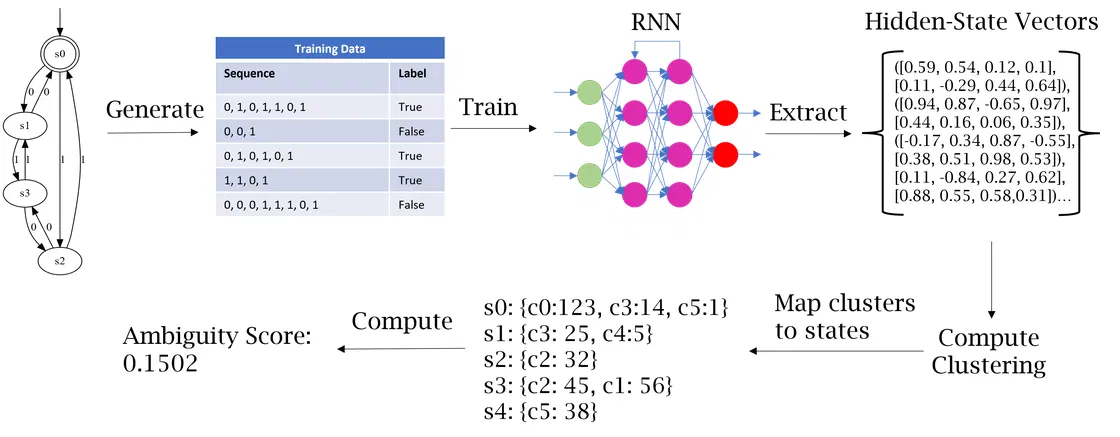 s0
0 0
s1
1 1 1 1
s3
0 0
s2
Generate
Training Data
Sequence Label
0, 1, 0, 1, 1, 0, 1 True
0, 0, 1 False
0, 1, 0, 1, 0, 1 True
1, 1, 0, 1 True
0, 0, 0, 1, 1, 1, 0, 1 False
Train
RNN
Extract
Hidden-State Vectors
([0.59, 0.54, 0.12, 0.1],
[0.11, -0.29, 0.44, 0.64]),
([0.94, 0.87, -0.65, 0.97],
[0.44, 0.16, 0.06, 0.35]),
([-0.17, 0.34, 0.87, -0.55],
[0.38, 0.51, 0.98, 0.53]),
[0.11, -0.84, 0.27, 0.62],
[0.88, 0.55, 0.58,0.31])...
Compute
Clustering
Map clusters
to states
s0: {c0:123, c3:14, c5:1}
s1: {c3: 25, c4:5}
s2: {c2: 32}
s3: {c2: 45, c1: 56}
s4: {c5: 38}
Compute
Ambiguity Score:
0.1502